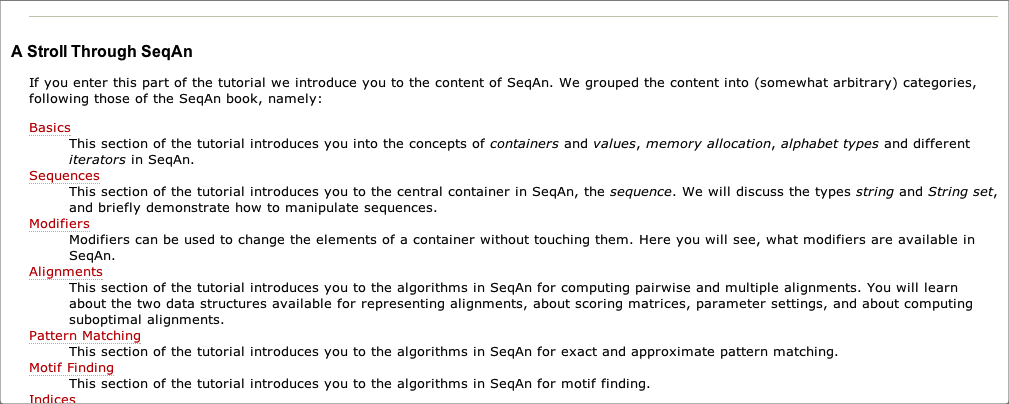 A Stroll Through SeqAn
If you enter this part of the tutorial we introduce you to the content of SeqAn. We grouped the content into (somewhat arbitrary) categories,
following those of the SeqAn book, namely:
Basics
This section of the tutorial introduces you into the concepts of containers and values, memory allocation, alphabet types and different
iterators in SeqAn.
Sequences
This section of the tutorial introduces you to the central container in SeqAn, the sequence. We will discuss the types string and String set,
and briefly demonstrate how to manipulate sequences.
Modifiers
Modifiers can be used to change the elements of a container without touching them. Here you will see, what modifiers are available in
SeqAn.
Alignments
This section of the tutorial introduces you to the algorithms in SeqAn for computing pairwise and multiple alignments. You will learn
about the two data structures available for representing alignments, about scoring matrices, parameter settings, and about computing
suboptimal alignments.
Pattern Matching
This section of the tutorial introduces you to the algorithms in SeqAn for exact and approximate pattern matching.
Motif Finding
This section of the tutorial introduces you to the algorithms in SeqAn for motif finding.
Indices